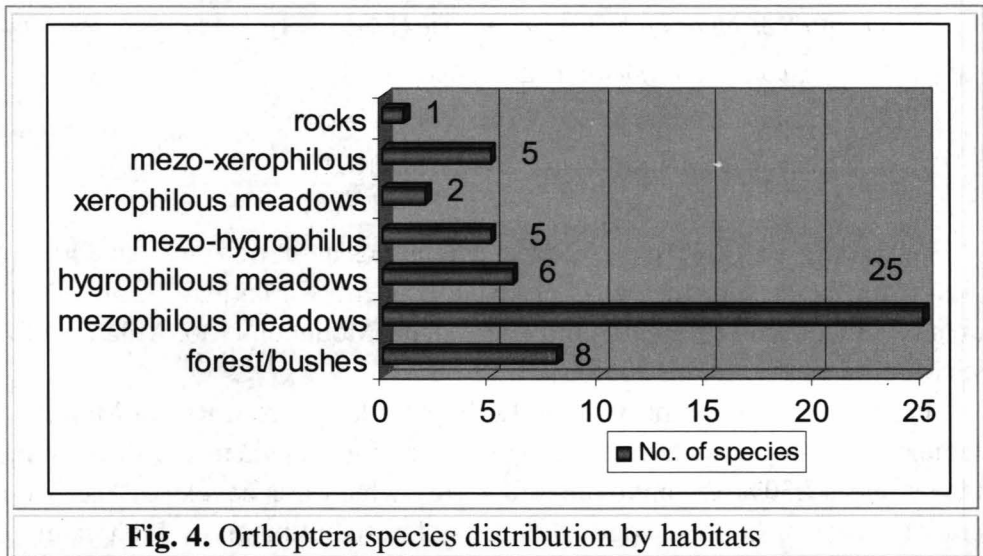 rocks 1
mezo-xerophilous 5
xerophilous meadows 2
mezo-hygrophilus 5
hygrophilous meadows 6
25
mezophilous meadows
forest/bushes 8
0 5 10 15 20 25
No. of species
Fig. 4. Orthoptera species distribution by habitats